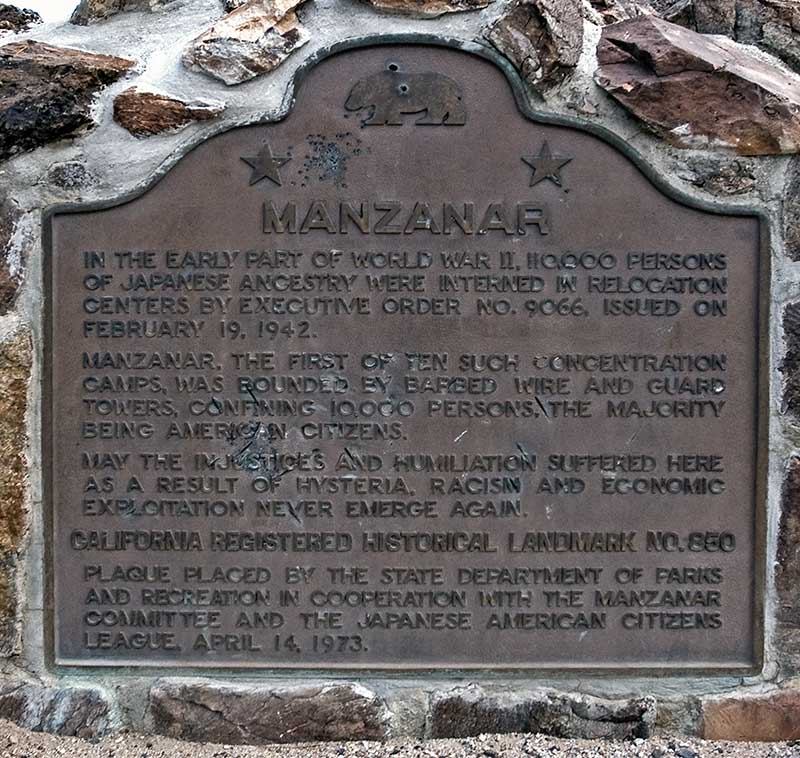 MANZANAR
IN THE EARLY PART OF WORLD WAR II, 110,000 PERSONS
OF JAPANESE ANCESTRY WERE INTERNED IN RELOCATION
CENTERS BY EXECUTIVE ORDER NO. 9066, ISSUED ON
FEBRUARY 19, 1942.
MANZANAR, THE FIRST OF TEN SUCH CONCENTRATION
CAMPS, WAS BOUNDED BY BARBED WIRE AND GUARD
TOWERS, CONFINING 10,000 PERSONS, THE MAJORITY
BEING AMERICAN CITIZENS.
MAY THE INJUSTICES AND HUMILIATION SUFFERED HERE
AS A RESULT OF HYSTERIA, RACISM AND ECONOMIC
EXPLOITATION NEVER EMERGE AGAIN.
CALIFORNIA REGISTERED HISTORICAL LANDMARK NO. 850
PLAQUE PLACED BY THE STATE DEPARTMENT OF PARKS
AND RECREATION IN COOPERATION WITH THE MANZANAR
COMMITTEE AND THE JAPANESE AMERICAN CITIZENS
LEAGUE, APRIL 14, 1973.